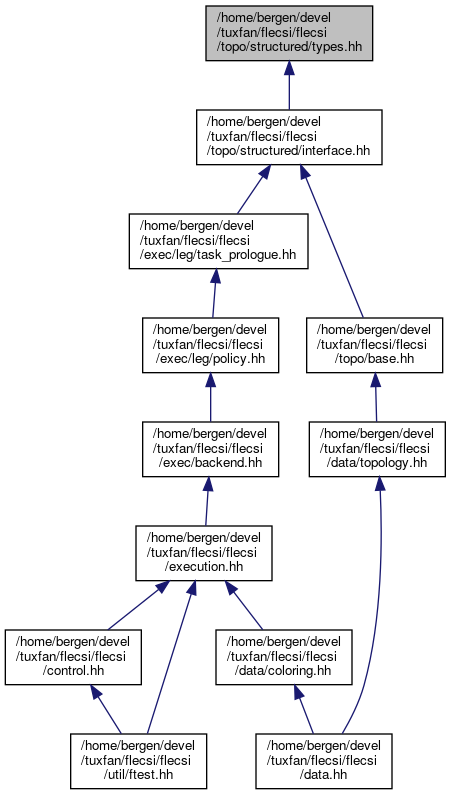 /home/bergen/devel
/tuxfan/flecsi/flecsi
/topo/structured/types.hh
/home/bergen/devel
/tuxfan/flecsi/flecsi
/topo/structured/interface.hh
/home/bergen/devel
/tuxfan/flecsi/flecsi
/exec/leg/task_prologue.hh
/home/bergen/devel
/tuxfan/flecsi/flecsi
/exec/leg/policy.hh
/home/bergen/devel
/tuxfan/flecsi/flecsi
/topo/base.hh
/home/bergen/devel
/tuxfan/flecsi/flecsi
/exec/backend.hh
/home/bergen/devel
/tuxfan/flecsi/flecsi
/data/topology.hh
/home/bergen/devel
/tuxfan/flecsi/flecsi
/execution.hh
/home/bergen/devel
/tuxfan/flecsi/flecsi
/control.hh
/home/bergen/devel
/tuxfan/flecsi/flecsi
/data/coloring.hh
/home/bergen/devel
/tuxfan/flecsi/flecsi
/util/ftest.hh
/home/bergen/devel
/tuxfan/flecsi/flecsi
/data.hh